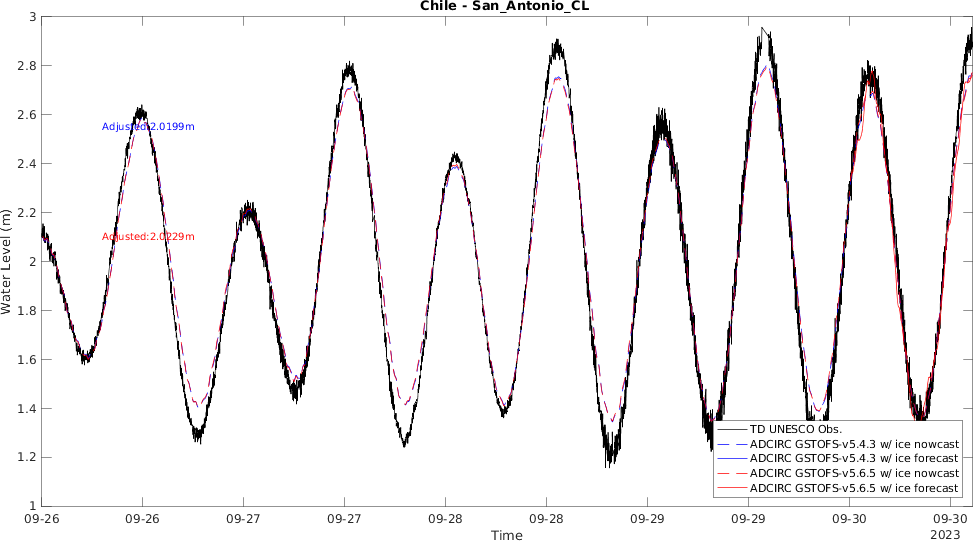 Chile - San_Antonio_CL
3
2.8
2.6
2.4
2.2
2
1.8
1.6
1.4
1.2
1
Water Level (m)
Adjusted:2.0199m
Adjusted:2.0229m
TD UNESCO Obs.
ADCIRC GSTOFS-v5.4.3 w/ ice nowcast
ADCIRC GSTOFS-v5.4.3 w/ ice forecast
ADCIRC GSTOFS-v5.6.5 w/ ice nowcast
ADCIRC GSTOFS-v5.6.5 w/ ice forecast
09-26 09-26 09-27 09-27 09-28 09-28 09-29 09-29 09-30 09-30
Time
2023